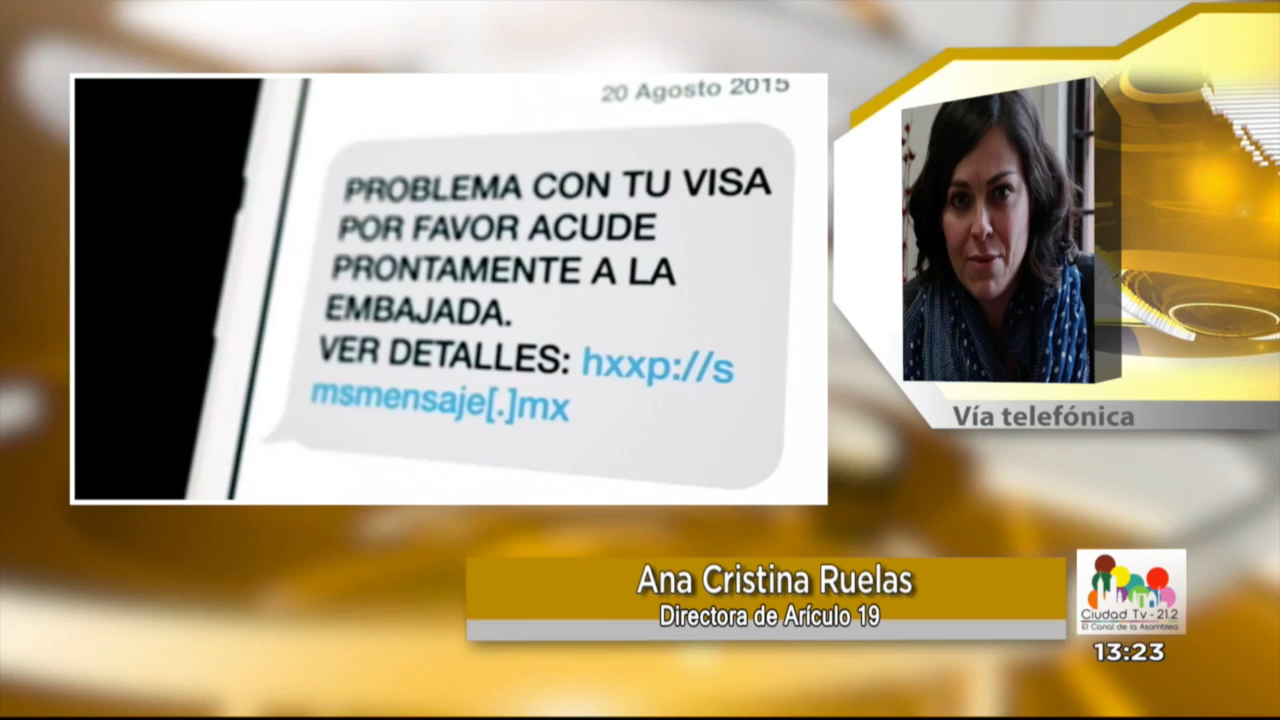 20 Agosto 2015
PROBLEMA CON TU VISA
POR FAVOR ACUDE
PRONTAMENTE A LA
EMBAJADA.
VER DETALLES: hxxp://s
msmensaje[.]mx
Vía telefónica
Ana Cristina Ruelas
Directora de Arículo 19
Ciudad Tv - 21.2
El Canal de la Asamblea
13:23